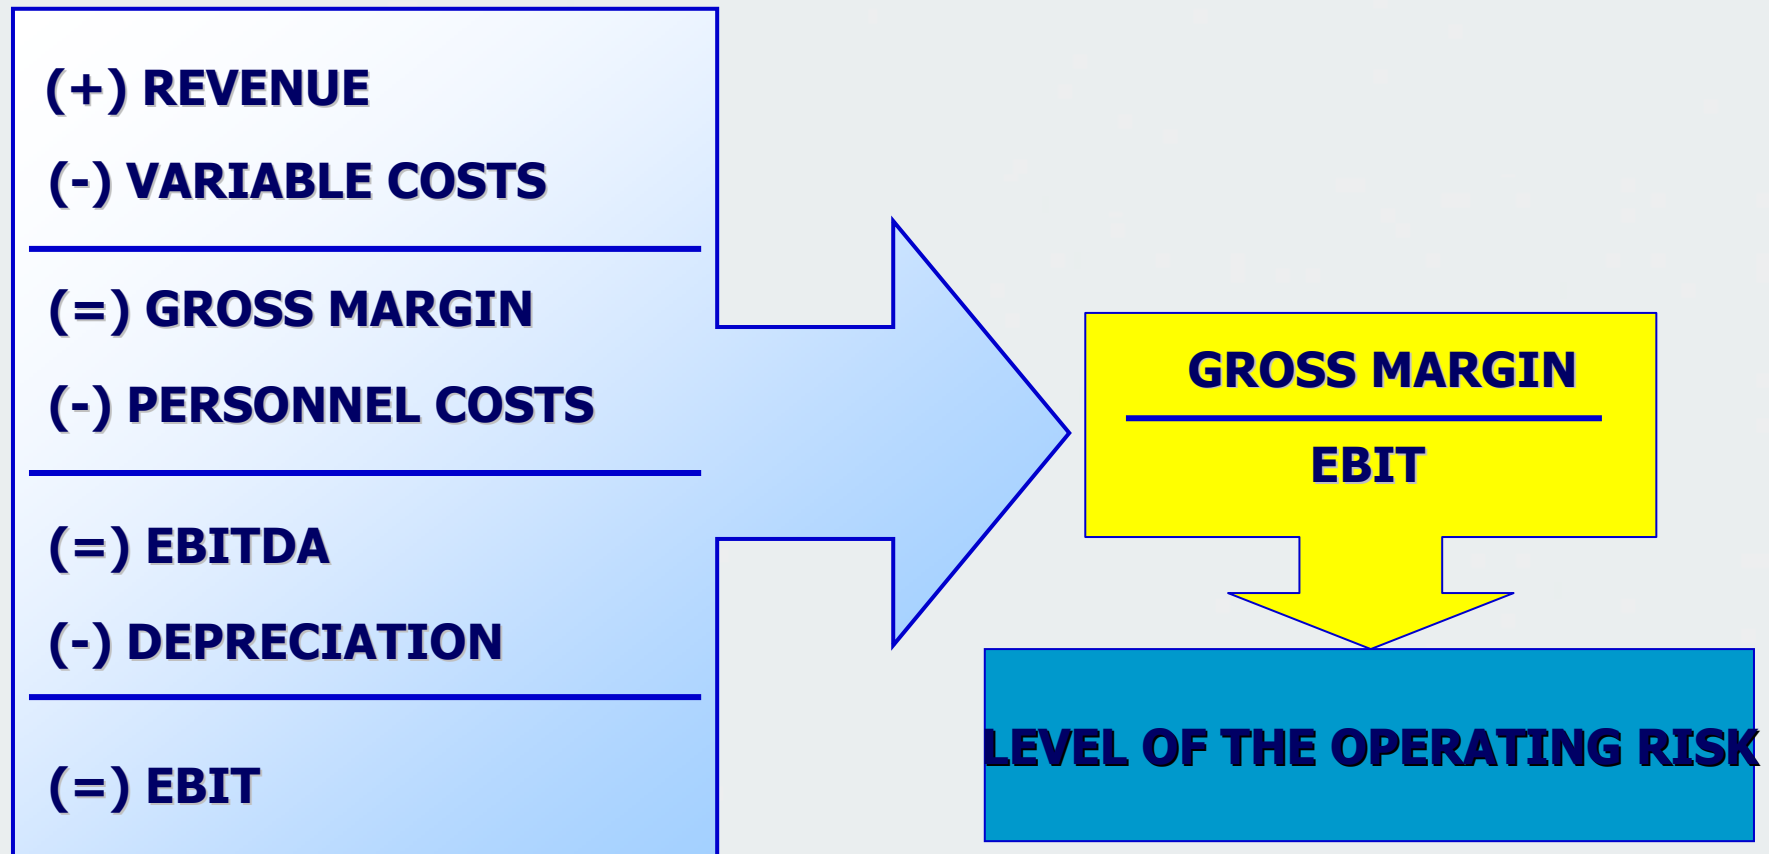 (+) REVENUE
(-) VARIABLE COSTS
(=) GROSS MARGIN
(-) PERSONNEL COSTS
(=) EBITDA
(-) DEPRECIATION
(=) EBIT
GROSS MARGIN
EBIT
LEVEL OF THE OPERATING RISK